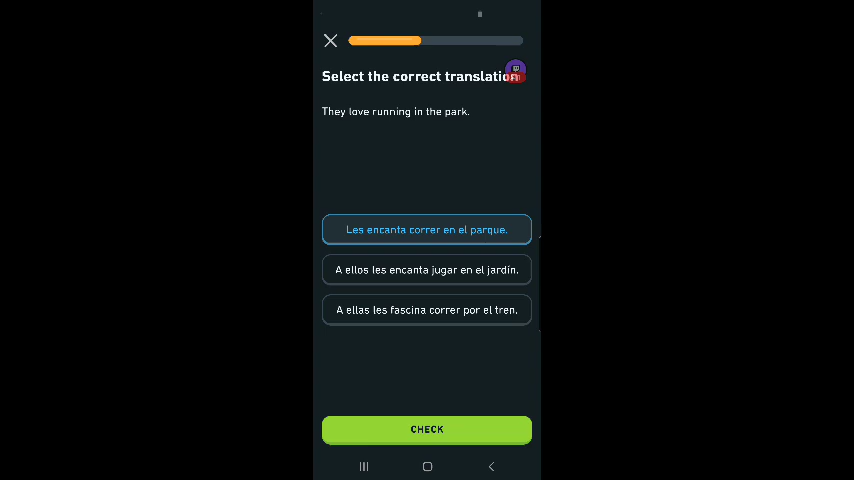 Select the correct translation
They love running in the park.
Les encanta correr en el parque.
A ellos les encanta jugar en el jardín.
A ellas les fascina correr por el tren.
CHECK